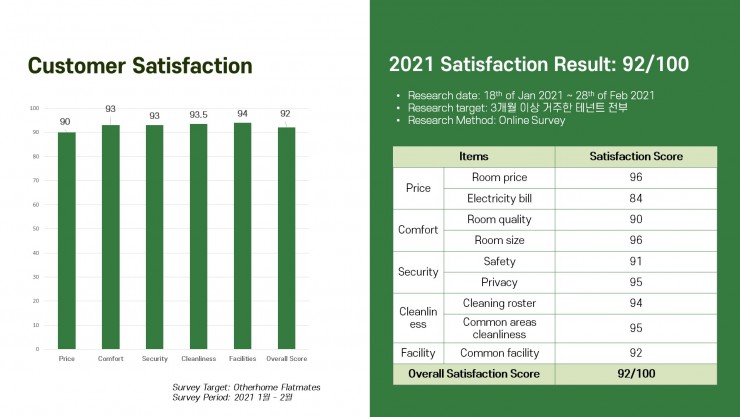 Customer Satisfaction
100
90
80
70
60
50
40
30
20
10
0
90
93
93
93.5
94
92
Price
Comfort
Security
Cleanliness
Facilities
Overall Score
Survey Target: Otherhome Flatmates
Survey Period: 2021 1월 - 2월
2021 Satisfaction Result: 92/100
• Research date: 18th of Jan 2021 ~ 28th of Feb 2021
• Research target: 3개월 이상 거주한 테넌트 전부
• Research Method: Online Survey
Items Satisfaction Score
Price
Room price 96
Electricity bill 84
Comfort
Room quality 90
Room size 96
Security
Safety 91
Privacy 95
Cleanlin
ess
Cleaning roster 94
Common areas
cleanliness
95
Facility Common facility 92
Overall Satisfaction Score 92/100